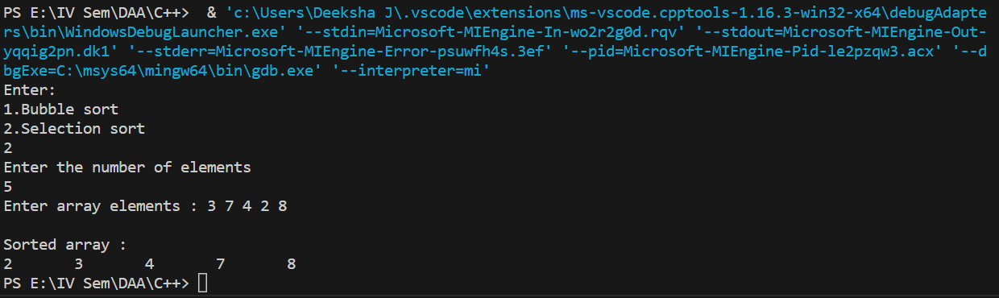 PS E:\IV Sem\DAA\C++>  & 'c:\Users\Deeksha J\.vscode\extensions\ms-vscode.cpptools-1.16.3-win32-x64\debugAdapte
rs\bin\WindowsDebugLauncher.exe' '--stdin=Microsoft-MIEngine-In-wo2r2g0d.rqv' '--stdout=Microsoft-MIEngine-Out-
yqqig2pn.dk1' '--stderr=Microsoft-MIEngine-Error-psuwfh4s.3ef' '--pid=Microsoft-MIEngine-Pid-le2pzqw3.acx' '--d
bgExe=C:\msys64\mingw64\bin\gdb.exe' '--interpreter=mi'
Enter:
1.Bubble sort
2.Selection sort
2
Enter the number of elements
5
Enter array elements : 3 7 4 2 8
Sorted array :
2       3       4       7       8
PS E:\IV Sem\DAA\C++>